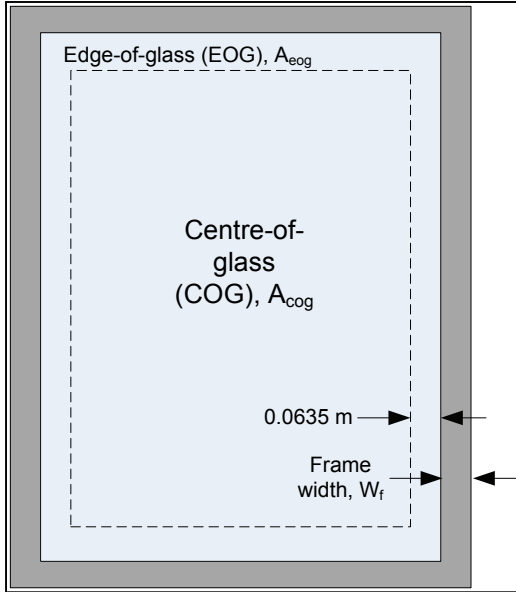 Edge-of-glass (EOG), Aeog
Centre-of-
glass
(COG), Acog
0.0635 m
Frame
width, Wf